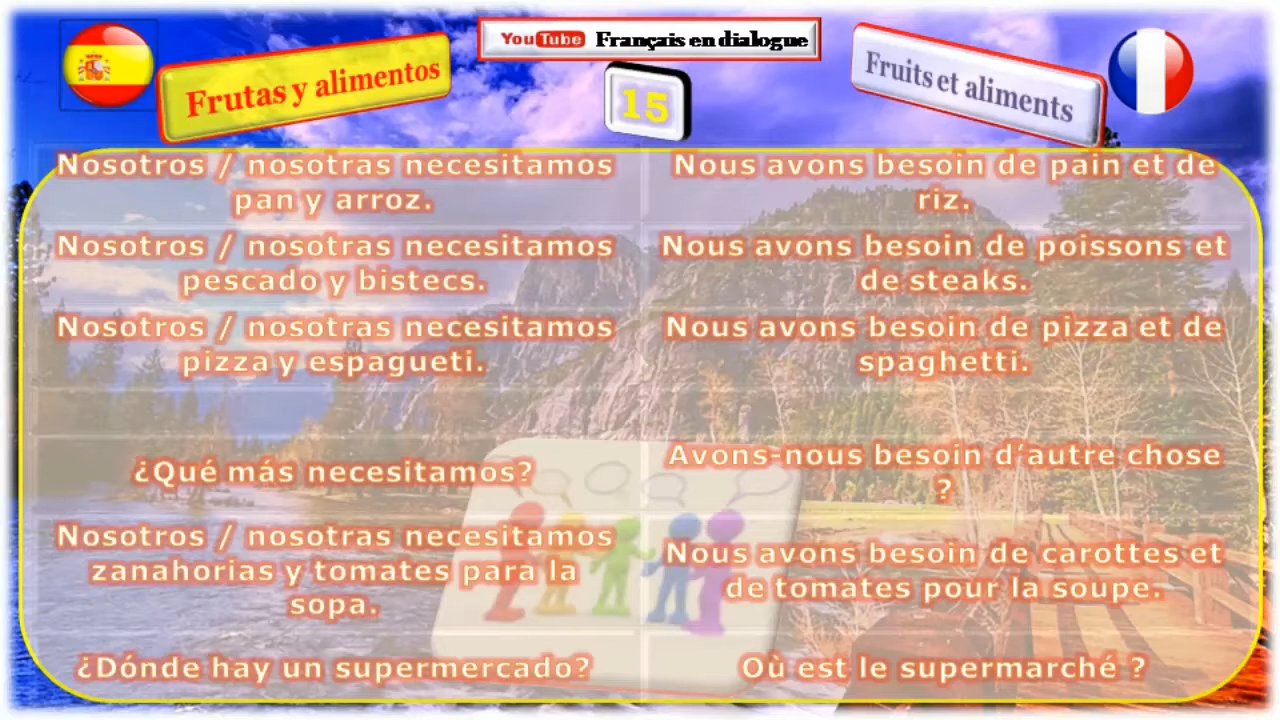 YouTube Français en dialogue
Frutas y alimentos
15
Fruits et aliments
Nosotros / nosotras necesitamos
pan y arroz.
Nous avons besoin de pain et de
riz.
Nosotros / nosotras necesitamos
pescado y bistecs.
Nous avons besoin de poissons et
de steaks.
Nosotros / nosotras necesitamos
pizza y espagueti.
Nous avons besoin de pizza et de
spaghetti.
¿Qué más necesitamos?
Avons-nous besoin d’autre chose
?
Nosotros / nosotras necesitamos
zanahorias y tomates para la
sopa.
Nous avons besoin de carottes et
de tomates pour la soupe.
¿Dónde hay un supermercado?
Où est le supermarché ?